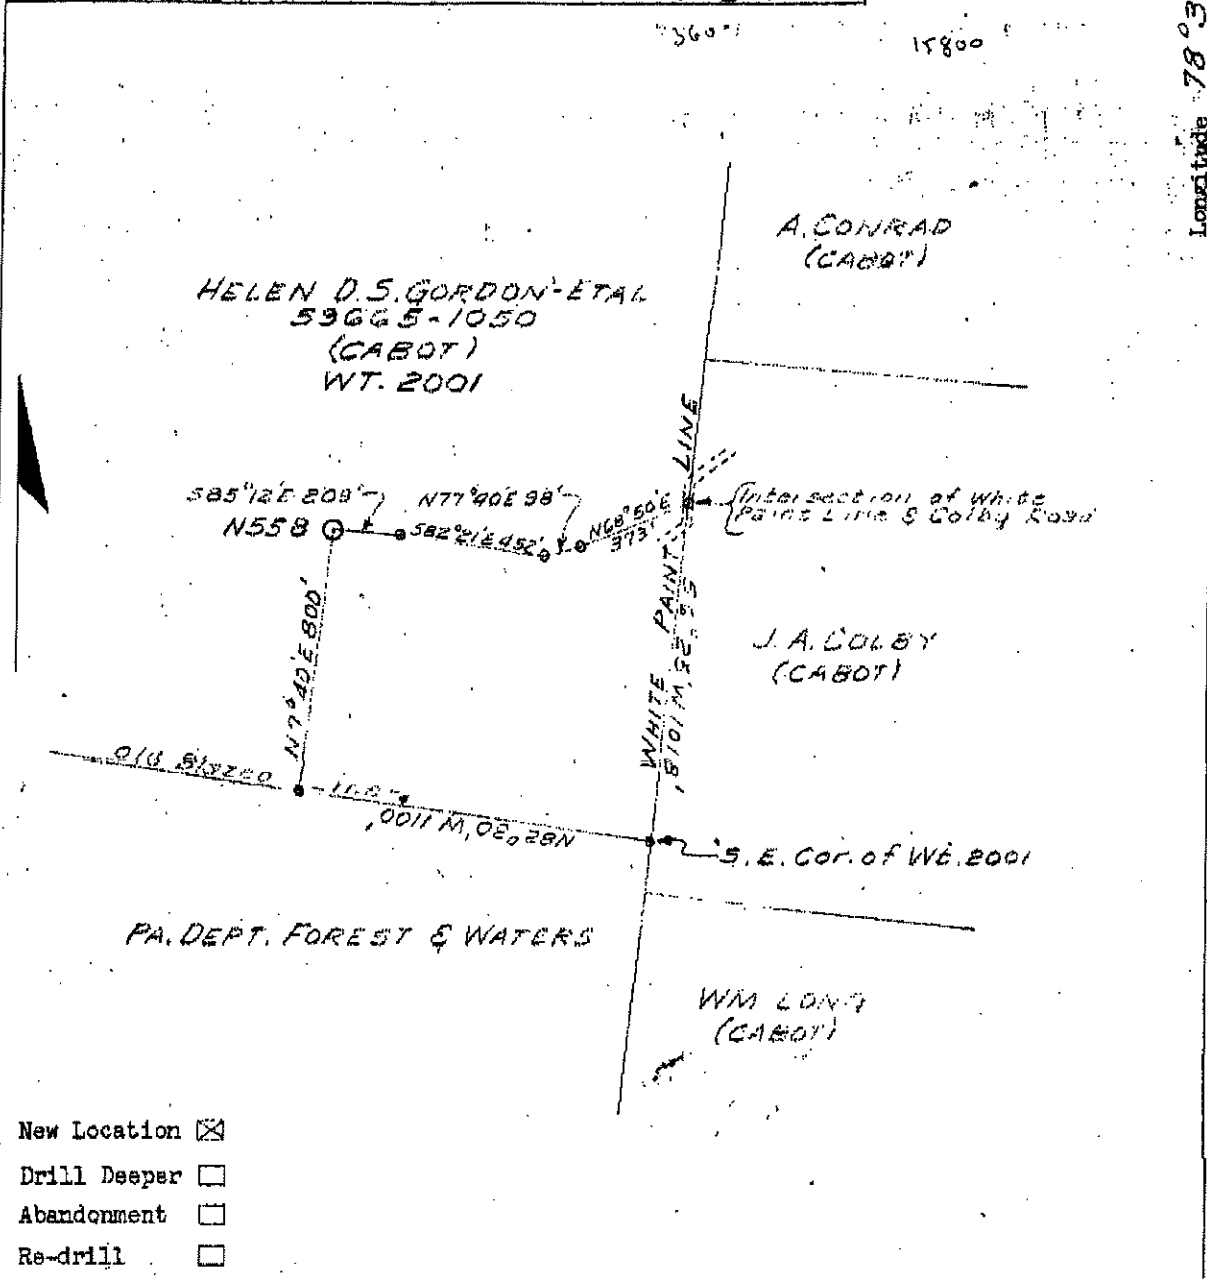 15800
Longitude 78°3
A. CONRAD
(CABOT)
HELEN D.S. GORDON-ETAL
59665-1050
(CABOT)
WT. 2001
WHITE PAINT LINE
S85°12'E 209'
N77°40'E 98'
N68°50'E
373'
Intersection of White
Paint Line & Colby Road
N558
S82°21'E 452'
N7°40'E 800'
J. A. COLBY
(CABOT)
Old Blazed
Line
N82°30'W 1100'
S.E. Cor. of Wt. 2001
PA. DEPT. FOREST & WATERS
WM LONG
(CABOT)
New Location ☒
Drill Deeper ☐
Abandonment ☐
Re-drill ☐